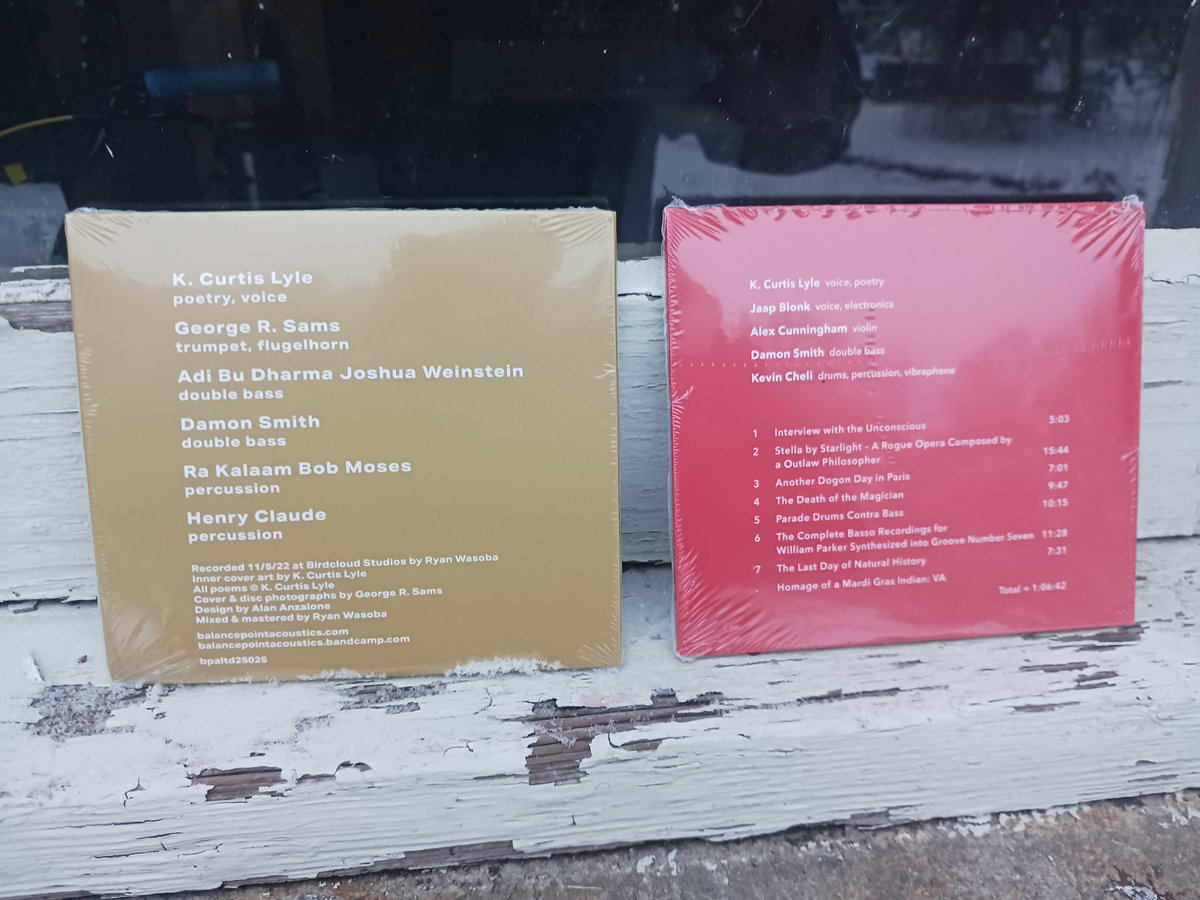 K. Curtis Lyle
poetry, voice
George R. Sams
trumpet, flugelhorn
Adi Bu Dharma Joshua Weinstein
double bass
Damon Smith
double bass
Ra Kalaam Bob Moses
percussion
Henry Claude
percussion
Recorded 11/5/22 at Birdcloud Studios by Ryan Wasoba
Inner cover art by K. Curtis Lyle
All poems © K. Curtis Lyle
Cover & disc photographs by George R. Sams
Design by Alan Anzalone
Mixed & mastered by Ryan Wasoba
balancepointacoustics.com
balancepointacoustics.bandcamp.com
bpaltd25025
K. Curtis Lyle voice, poetry
Jaap Blonk voice, electronics
Alex Cunningham violin
Damon Smith double bass
Kevin Cheli drums, percussion, vibraphone
1 Interview with the Unconscious 5:03
2 Stella by Starlight - A Rogue Opera Composed by
a Outlaw Philosopher 15:44
3 Another Dogon Day in Paris 7:01
4 The Death of the Magician 9:47
5 Parade Drums Contra Bass 10:15
6 The Complete Basso Recordings for
William Parker Synthesized into Groove Number Seven 11:28
7 The Last Day of Natural History 7:31
Homage of a Mardi Gras Indian: VA
Total = 1:06:42